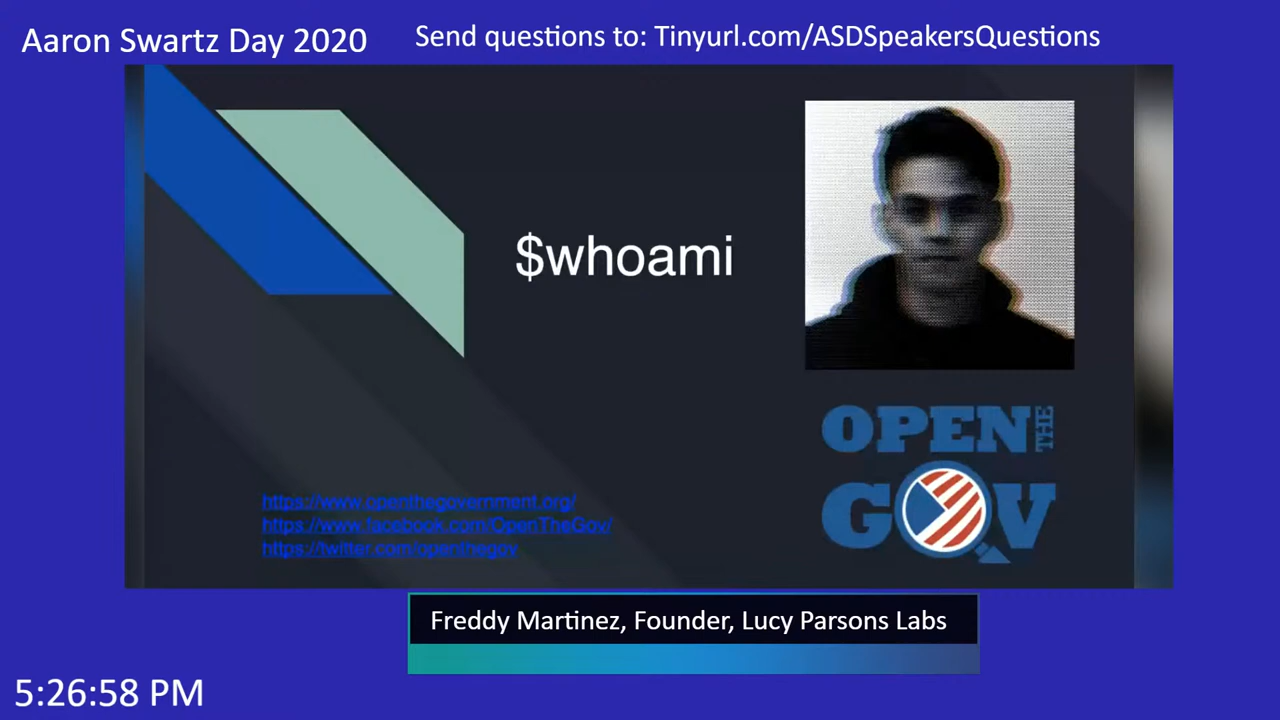 Aaron Swartz Day 2020
Send questions to: Tinyurl.com/ASDSpeakersQuestions
$whoami
OPEN THE
GOV
https://www.openthegovernment.org/
https://www.facebook.com/OpenTheGov/
https://twitter.com/openthegov
Freddy Martinez, Founder, Lucy Parsons Labs
5:26:58 PM